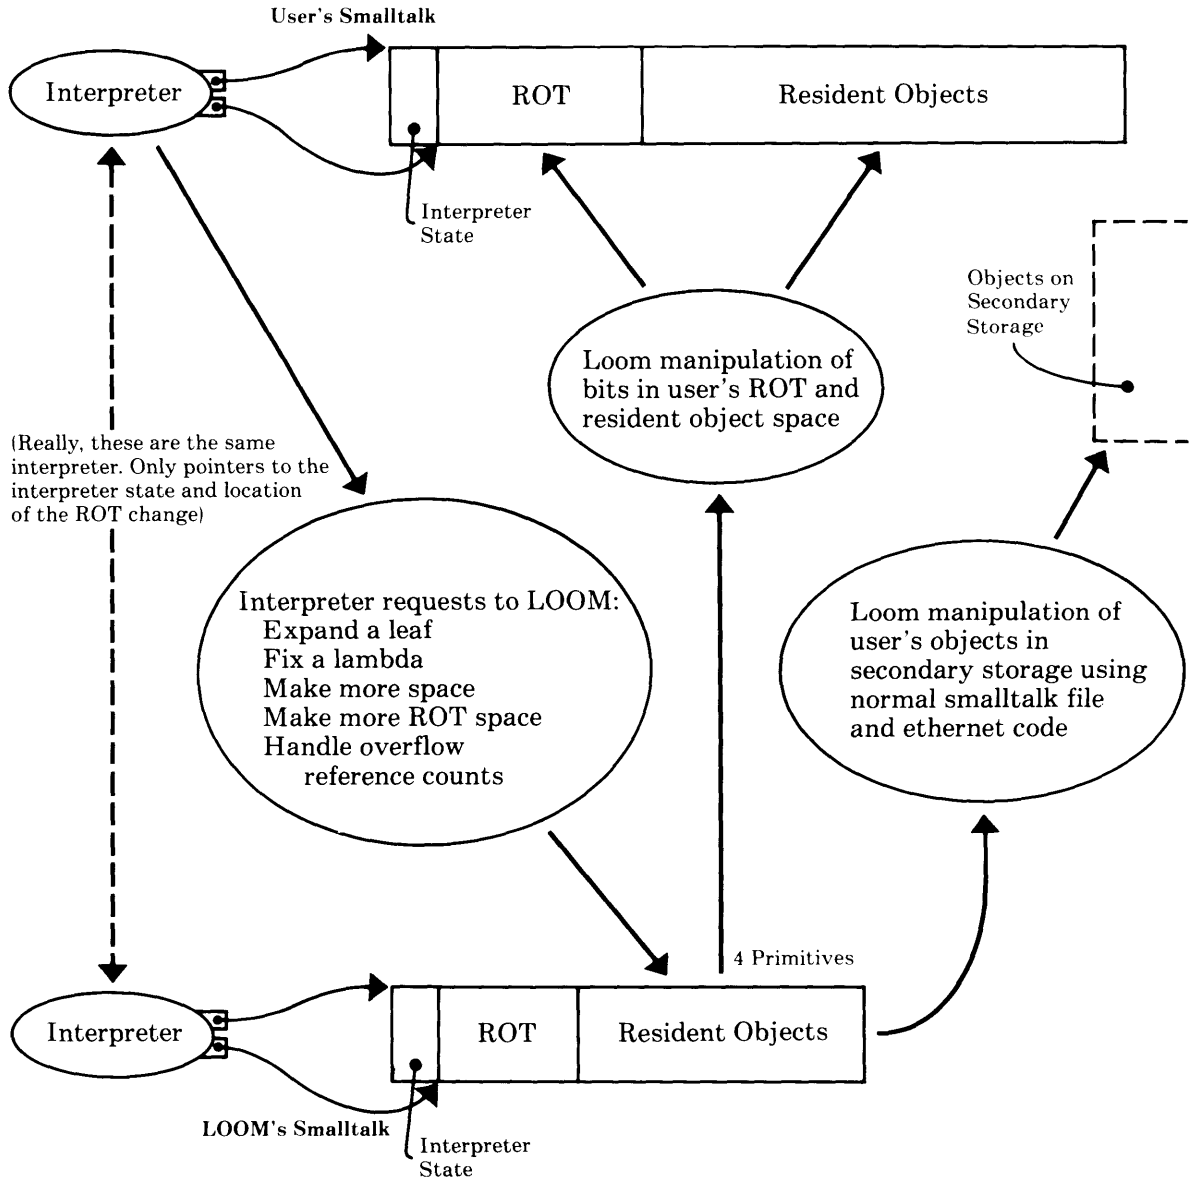 User's Smalltalk
Interpreter
ROT
Resident Objects
Interpreter
State
Objects on
Secondary
Storage
Loom manipulation of
bits in user's ROT and
resident object space
(Really, these are the same
interpreter. Only pointers to the
interpreter state and location
of the ROT change)
Interpreter requests to LOOM:
Expand a leaf
Fix a lambda
Make more space
Make more ROT space
Handle overflow
reference counts
Loom manipulation of
user's objects in
secondary storage using
normal smalltalk file
and ethernet code
4 Primitives
Interpreter
ROT
Resident Objects
LOOM's Smalltalk
Interpreter
State